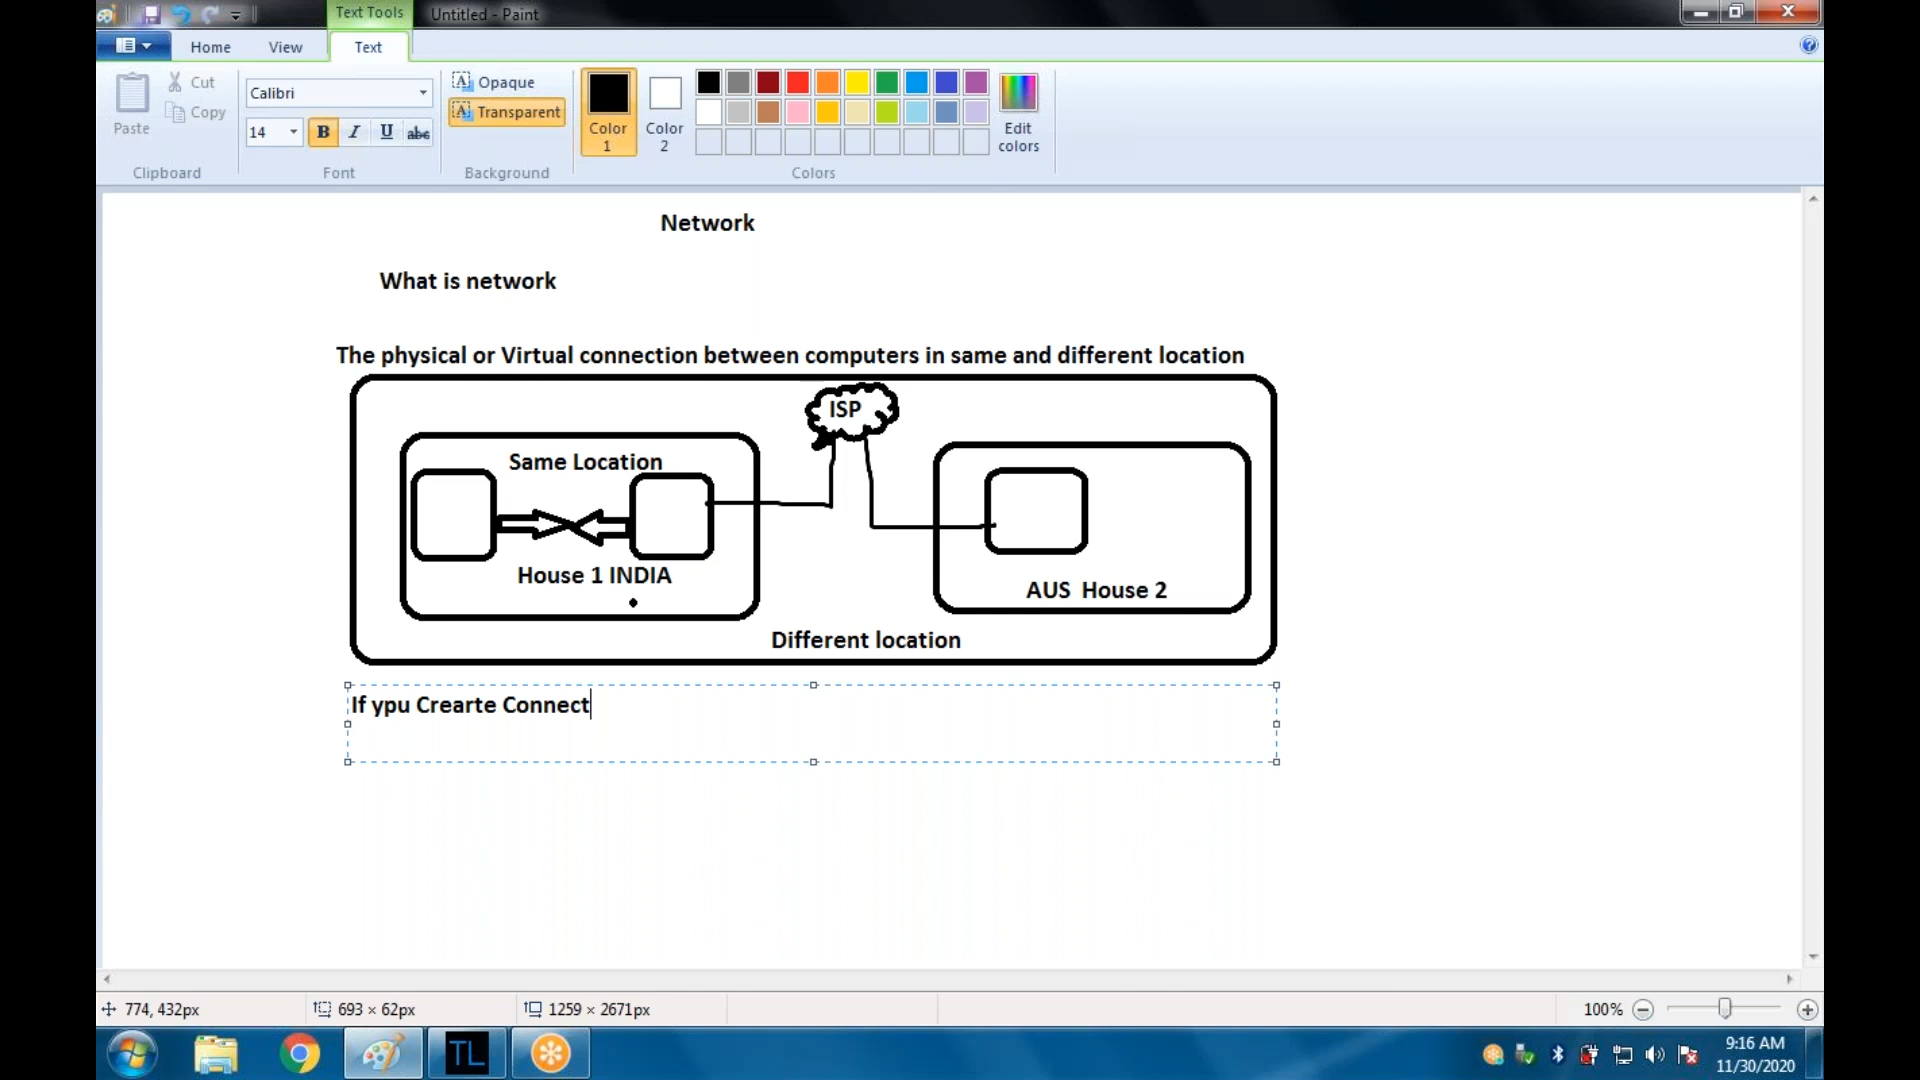 Text Tools
Untitled - Paint
Home
View
Text
Paste
Cut
Copy
Clipboard
Calibri
14
B
I
U
abc
Font
Opaque
Transparent
Background
Color
1
Color
2
Edit
colors
Colors
Network
What is network
The physical or Virtual connection between computers in same and different location
ISP
Same Location
House 1 INDIA
AUS House 2
Different location
If ypu Crearte Connect
774, 432px
693 × 62px
1259 × 2671px
100%
TL
9:16 AM
11/30/2020